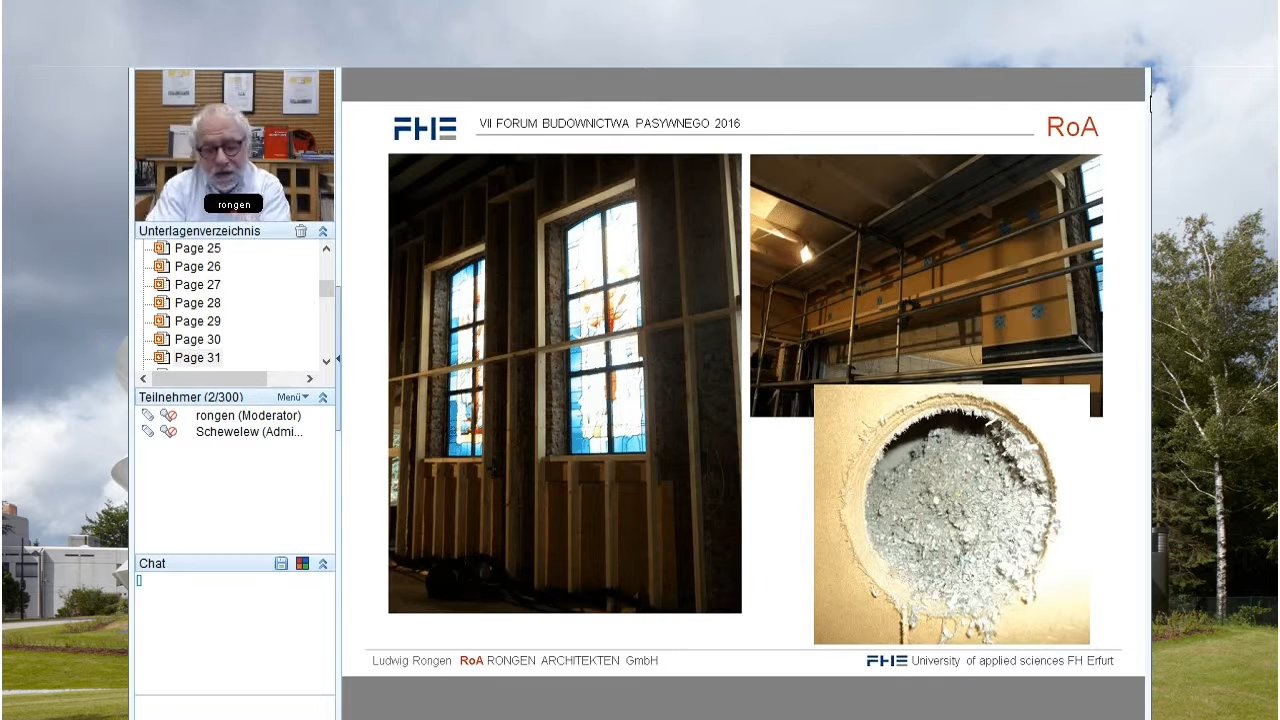 rongen
Unterlagenverzeichnis
Page 25
Page 26
Page 27
Page 28
Page 29
Page 30
Page 31
Teilnehmer (2/300)
Menü
rongen (Moderator)
Schewelew (Admi...
Chat
FHE
VII FORUM BUDOWNICTWA PASYWNEGO 2016
RoA
Ludwig Rongen RoA RONGEN ARCHITEKTEN GmbH
FHE University of applied sciences FH Erfurt